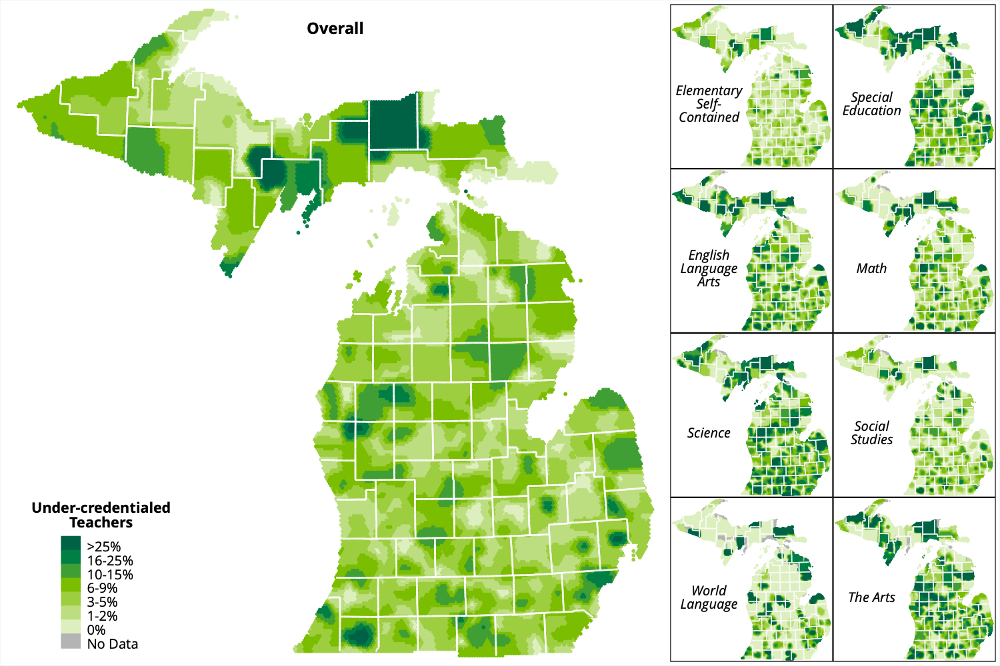 Overall
Under-credentialed
Teachers
>25%
16-25%
10-15%
6-9%
3-5%
1-2%
0%
No Data
Elementary
Self-
Contained
Special
Education
English
Language
Arts
Math
Science
Social
Studies
World
Language
The Arts